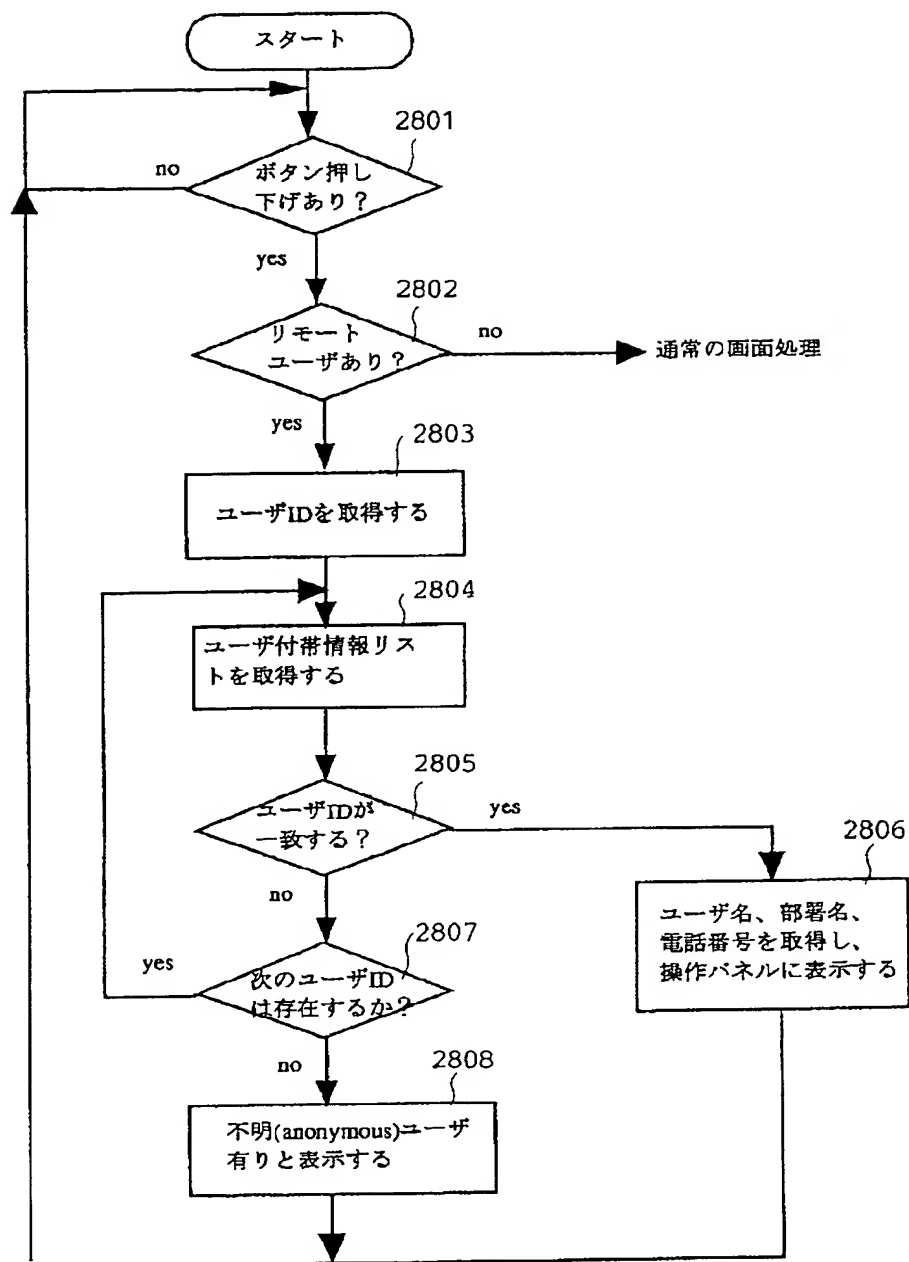 スタート
2801
no
ボタン押し
下げあり？
yes
2802
リモート
ユーザあり？
no
通常の画面処理
yes
2803
ユーザIDを取得する
2804
ユーザ付帯情報リス
トを取得する
2805
ユーザIDが
一致する？
yes
2806
ユーザ名、部署名、
電話番号を取得し、
操作パネルに表示する
no
2807
yes
次のユーザID
は存在するか？
no
2808
不明(anonymous)ユーザ
有りと表示する